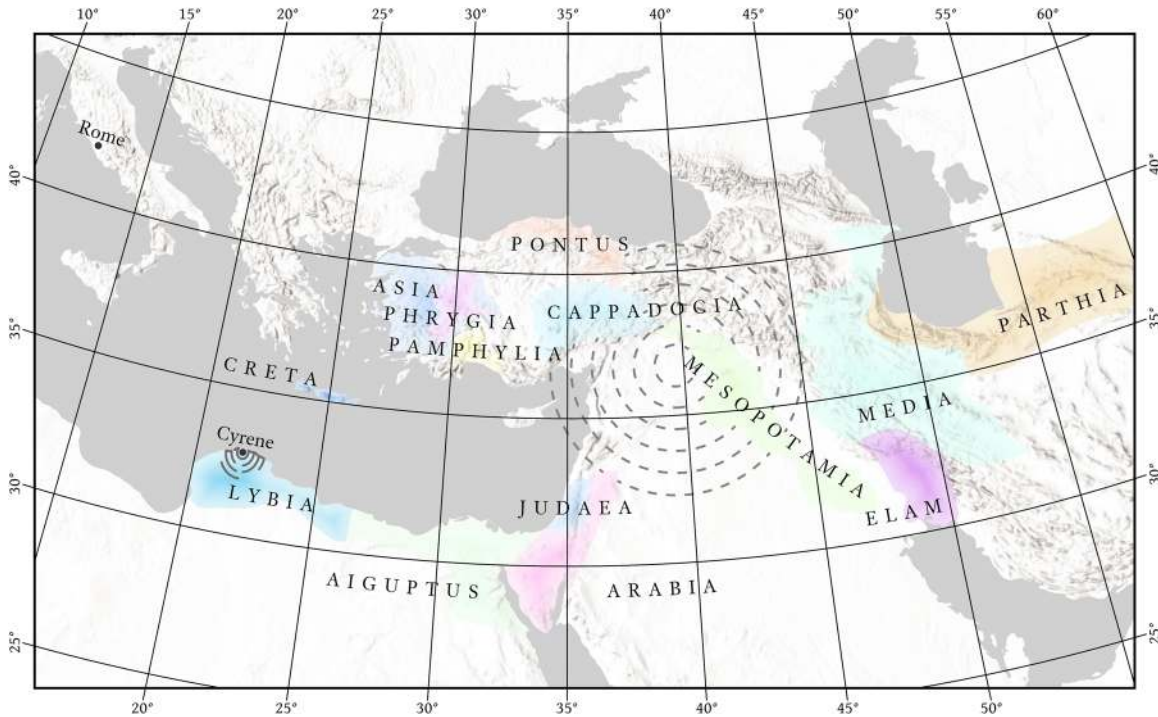 10° 15° 20° 25° 30° 35° 40° 45° 50° 55° 60°
Rome
40°
40°
PONTUS
ASIA
CAPPADOCIA
PHRYGIA
PARTHIA
PAMPHYLIA
35°
35°
CRETA
MESOPOTAMIA
MEDIA
Cyrene
LYBIA
JUDAEA
ELAM
30°
30°
AIGUPTUS
ARABIA
25°
25°
20° 25° 30° 35° 40° 45° 50°